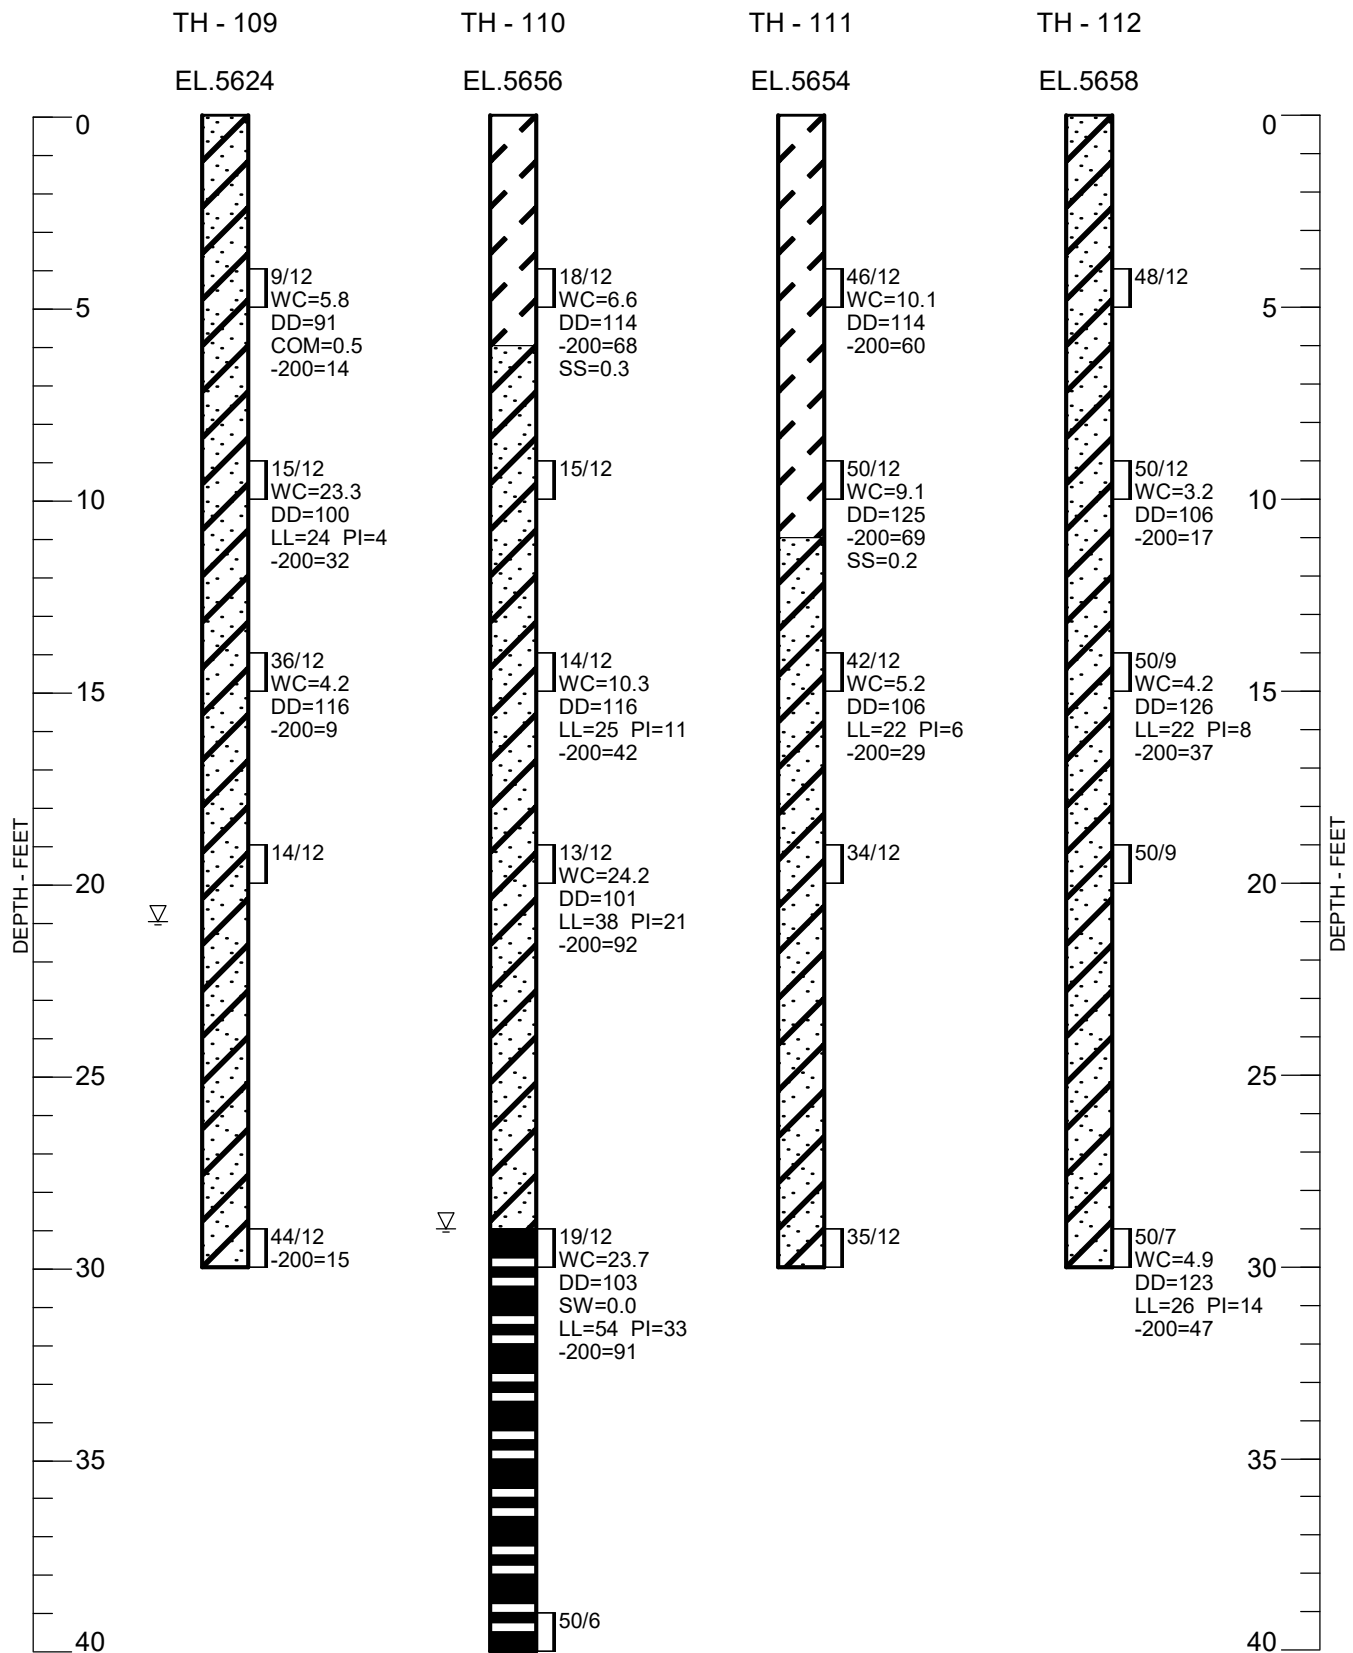 TH - 109
EL.5624
9/12
WC=5.8
DD=91
COM=0.5
-200=14
15/12
WC=23.3
DD=100
LL=24 PI=4
-200=32
36/12
WC=4.2
DD=116
-200=9
14/12
44/12
-200=15
TH - 110
EL.5656
18/12
WC=6.6
DD=114
-200=68
SS=0.3
15/12
14/12
WC=10.3
DD=116
LL=25 PI=11
-200=42
13/12
WC=24.2
DD=101
LL=38 PI=21
-200=92
19/12
WC=23.7
DD=103
SW=0.0
LL=54 PI=33
-200=91
50/6
TH - 111
EL.5654
46/12
WC=10.1
DD=114
-200=60
50/12
WC=9.1
DD=125
-200=69
SS=0.2
42/12
WC=5.2
DD=106
LL=22 PI=6
-200=29
34/12
35/12
TH - 112
EL.5658
48/12
50/12
WC=3.2
DD=106
-200=17
50/9
WC=4.2
DD=126
LL=22 PI=8
-200=37
50/9
50/7
WC=4.9
DD=123
LL=26 PI=14
-200=47
DEPTH - FEET
0
5
10
15
20
25
30
35
40
0
5
10
15
20
25
30
35
40
DEPTH - FEET